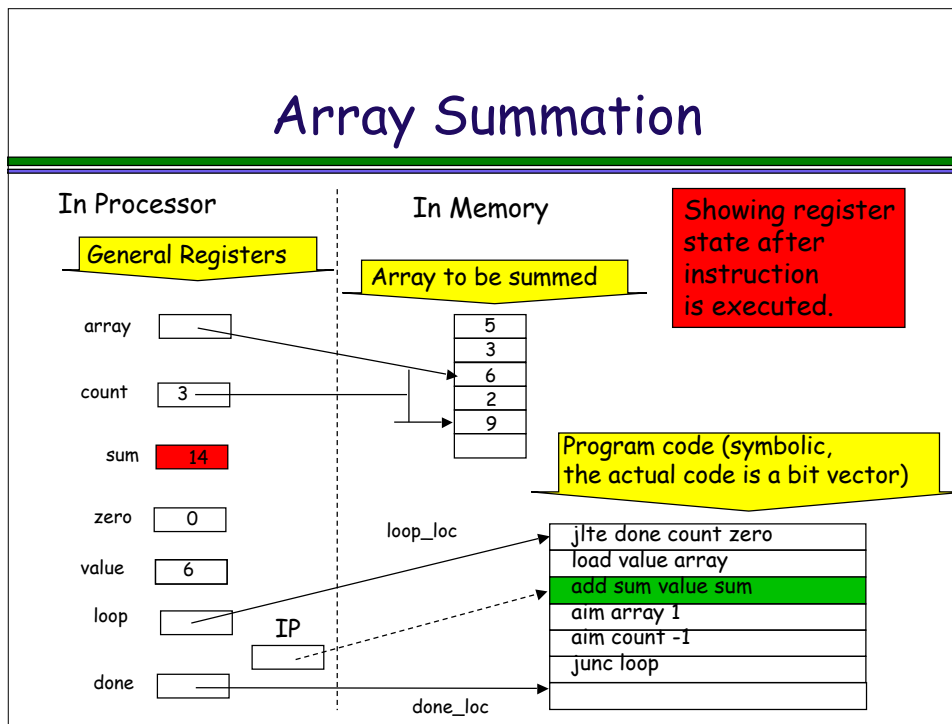 Array Summation
In Processor
In Memory
Showing register
state after
instruction
is executed.
General Registers
Array to be summed
array
5
3
6
2
9
count
3
sum
14
Program code (symbolic,
the actual code is a bit vector)
zero
0
value
6
loop
IP
done
loop_loc
done_loc
jlte done count zero
load value array
add sum value sum
aim array 1
aim count -1
junc loop